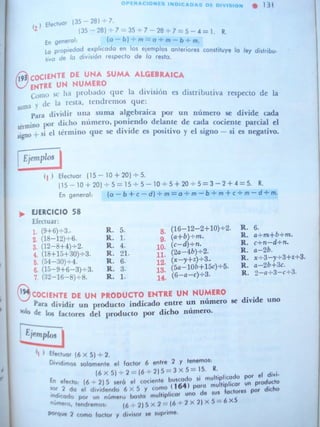 OPERACIONES INDICADAS DE DIVISION • 131
(2) Efectuar (35 − 28) ÷ 7.
(35 − 28) ÷ 7 = 35 ÷ 7 − 28 ÷ 7 = 5 − 4 = 1. R.
En general: (a − b) ÷ m = a ÷ m − b ÷ m.
La propiedad explicada en los ejemplos anteriores constituye la ley distribu-
tiva de la división respecto de la resta.
193 COCIENTE DE UNA SUMA ALGEBRAICA
ENTRE UN NUMERO
Como se ha probado que la división es distributiva respecto de la
suma y de la resta, tendremos que:
Para dividir una suma algebraica por un número se divide cada
término por dicho número, poniendo delante de cada cociente parcial el
signo + si el término que se divide es positivo y el signo − si es negativo.
Ejemplos
(1) Efectuar (15 − 10 + 20) ÷ 5.
(15 − 10 + 20) ÷ 5 = 15 ÷ 5 − 10 ÷ 5 + 20 ÷ 5 = 3 − 2 + 4 = 5. R.
En general: (a − b + c − d) ÷ m = a ÷ m − b ÷ m + c ÷ m − d ÷ m.
EJERCICIO 58
Efectuar:
1. (9+6)÷3. R. 5.
2. (18−12)÷6. R. 1.
3. (12−8+4)÷2. R. 4.
4. (18+15+30)÷3. R. 21.
5. (54−30)÷4. R. 6.
6. (15−9+6−3)÷3. R. 3.
7. (32−16−8)÷8. R. 1.
8. (16−12−2+10)÷2. R. 6.
9. (a+b)÷m. R. a÷m+b÷m.
10. (c−d)÷n. R. c÷n−d÷n.
11. (2a−4b)÷2. R. a−2b.
12. (x−y+z)÷3. R. x÷3−y÷3+z÷3.
13. (5a−10b+15c)÷5. R. a−2b+3c.
14. (6−a−c)÷3. R. 2−a÷3−c÷3.
194 COCIENTE DE UN PRODUCTO ENTRE UN NUMERO
Para dividir un producto indicado entre un número se divide uno
solo de los factores del producto por dicho número.
Ejemplos
(1) Efectuar (6 × 5) ÷ 2.
Dividimos solamente el factor 6 entre 2 y tenemos:
(6 × 5) ÷ 2 = (6 ÷ 2) 5 = 3 × 5 = 15. R.
En efecto: (6 ÷ 2) 5 será el cociente buscado si multiplicado por el divi-
sor 2 da el dividendo 6 × 5 y como (164) para multiplicar un producto
indicado por un número basta multiplicar uno de sus factores por dicho
número, tendremos: (6 ÷ 2) 5 × 2 = (6 ÷ 2 × 2) × 5 = 6 × 5
porque 2 como factor y divisor se suprime.